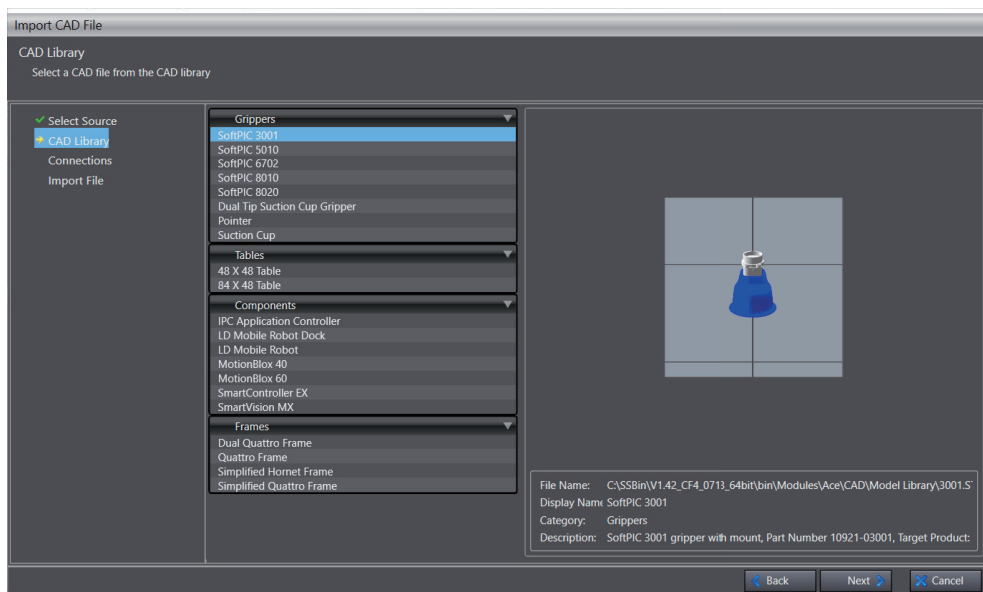 Import CAD File
CAD Library
Select a CAD file from the CAD library
Select Source
CAD Library
Connections
Import File
Grippers
SoftPIC 3001
SoftPIC 5010
SoftPIC 6702
SoftPIC 8010
SoftPIC 8020
Dual Tip Suction Cup Gripper
Pointer
Suction Cup
Tables
48 X 48 Table
84 X 48 Table
Components
IPC Application Controller
LD Mobile Robot Dock
LD Mobile Robot
MotionBlox 40
MotionBlox 60
SmartController EX
SmartVision MX
Frames
Dual Quattro Frame
Quattro Frame
Simplified Hornet Frame
Simplified Quattro Frame
File Name: C:\SSBin\V1.42_CF4_0713_64bit\bin\Modules\Ace\CAD\Model Library\3001.S
Display Name SoftPIC 3001
Category: Grippers
Description: SoftPIC 3001 gripper with mount, Part Number 10921-03001, Target Product:
Back Next Cancel